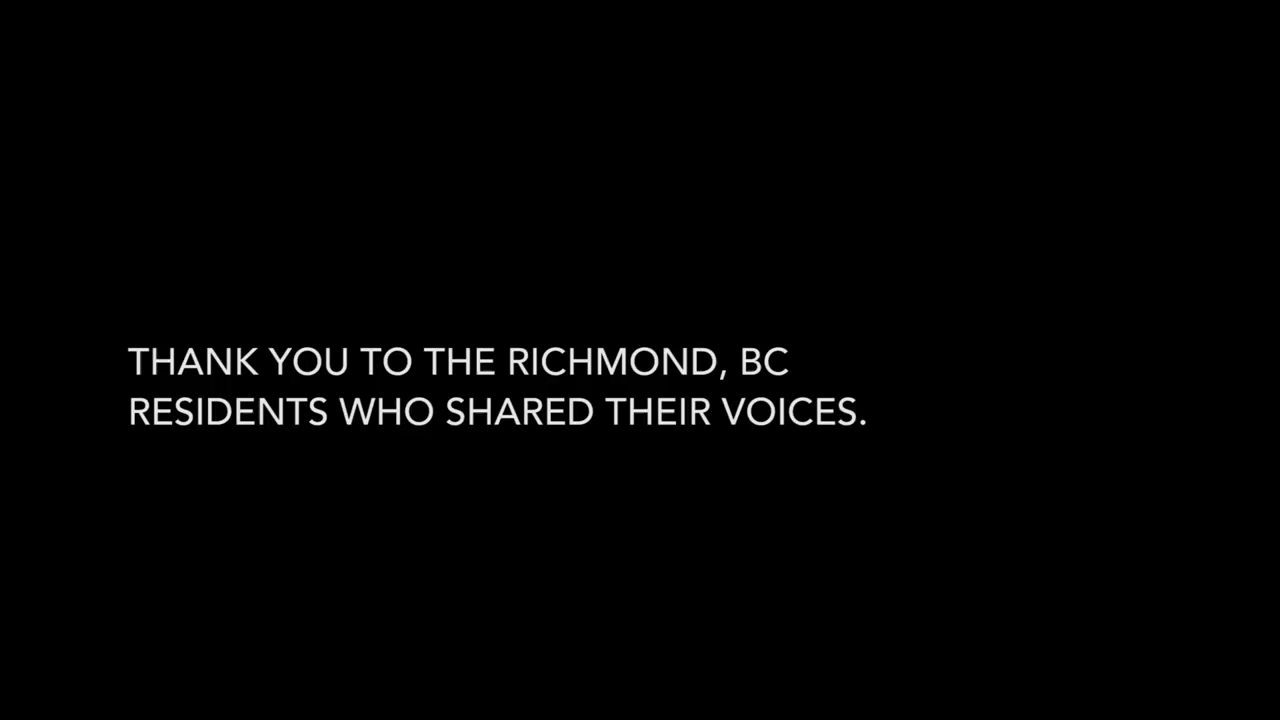 THANK YOU TO THE RICHMOND, BC
RESIDENTS WHO SHARED THEIR VOICES.